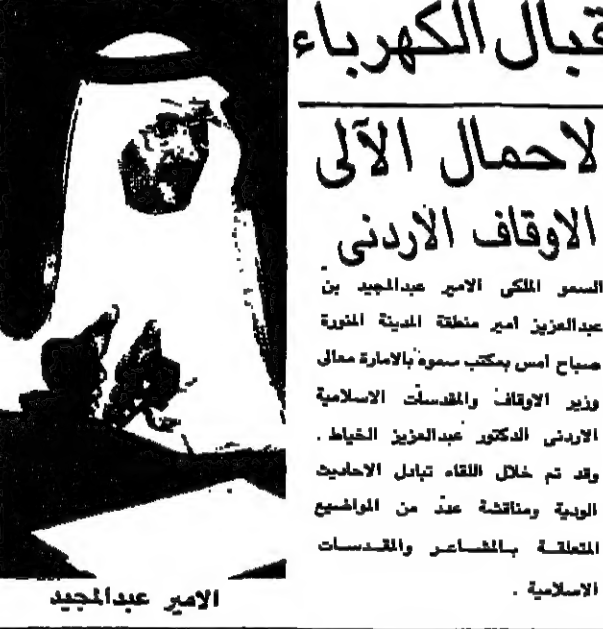 قبال الكهرباء
لاحمال الآلى
الاوقاف الاردنى
السمو الملكى الامير عبدالمجيد بن
عبدالعزيز امير منطقة المدينة المنورة
صباح امس بمكتب سموه بالامارة معالى
وزير الاوقاف والمقدسات الاسلامية
الاردنى الدكتور عبدالعزيز الخياط .
وقد تم خلال اللقاء تبادل الاحاديث
الودية ومناقشة عدد من المواضيع
المتعلقة بالمشاعر والمقدسات
الاسلامية .
الامير عبدالمجيد